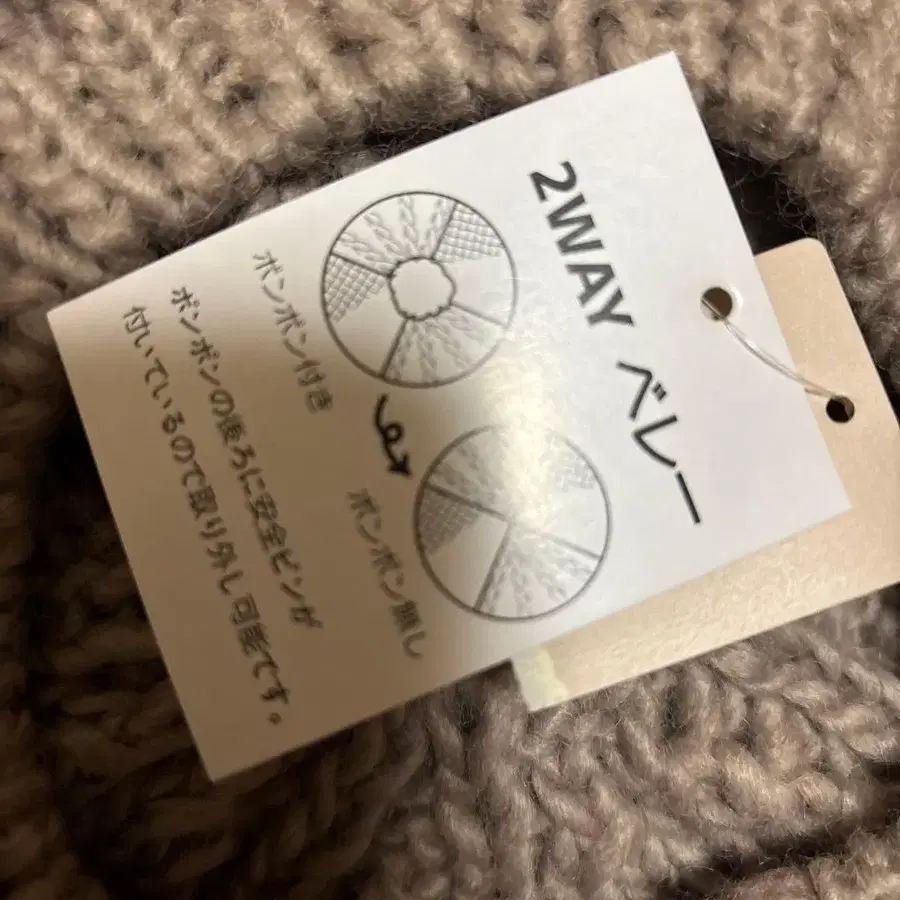 2WAY ベレー
ポンポン付き
ポンポン無し
ポンポンの後ろに安全ピンが
付いているので取り外し可能です。